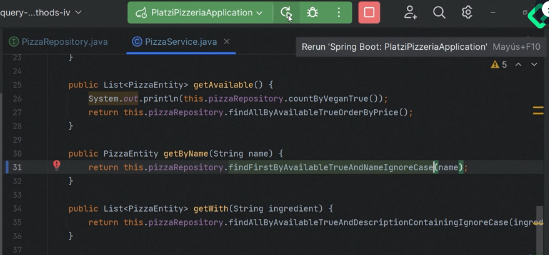 query-...thods-iv
PlatziPizzeriaApplication
PizzaRepository.java
PizzaService.java
Rerun 'Spring Boot: PlatziPizzeriaApplication' Mayús+F10
23 }
24
5
25 public List<PizzaEntity> getAvailable() {
26 System.out.println(this.pizzaRepository.countByVeganTrue());
27 return this.pizzaRepository.findAllByAvailableTrueOrderByPrice();
28 }
29
30 public PizzaEntity getByName(String name) {
31 return this.pizzaRepository.findFirstByAvailableTrueAndNameIgnoreCase(name);
32 }
33
34 public List<PizzaEntity> getWith(String ingredient) {
35 return this.pizzaRepository.findAllByAvailableTrueAndDescriptionContainingIgnoreCase(ingred
36 }
37